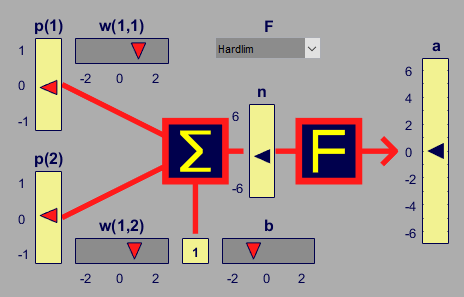 p(1) w(1,1) F
1
0
-1
-2 0 2
Hardlim
n
6
-6
a
6
4
2
0
-2
-4
-6
Σ
F
p(2)
1
0
-1
w(1,2) b
1
-2 0 2 -2 0 2